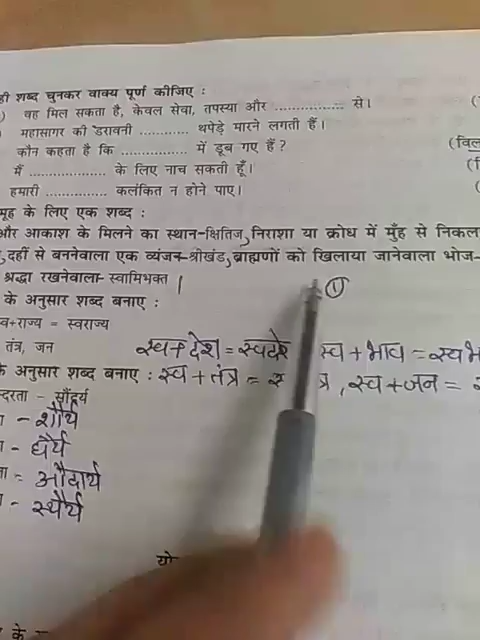 ही शब्द चुनकर वाक्य पूर्ण कीजिए :
) वह मिल सकता है, केवल सेवा, तपस्या और ................ से।
) महासागर की डरावनी ........... थपेड़े मारने लगती हैं।
कौन कहता है कि ............... में डूब गए हैं ?
मैं ................. के लिए नाच सकती हूँ।
हमारी .............. कलंकित न होने पाए।
मूह के लिए एक शब्द :
और आकाश के मिलने का स्थान-क्षितिज, निराशा या क्रोध में मुँह से निकल
, दहीं से बननेवाला एक व्यंजन-श्रीखंड, ब्राह्मणों को खिलाया जानेवाला भोज-
श्रद्धा रखनेवाला- स्वामिभक्त | ①
के अनुसार शब्द बनाए :
व+राज्य = स्वराज्य
तंत्र, जन स्व+देश = स्वदेश स्व+भाव = स्वभ
के अनुसार शब्द बनाए : स्व+तंत्र = स्व त्र , स्व+जन =
न्दरता - सौंदर्य
- शौर्य
- धैर्य
ता = औदार्य
- स्थैर्य
यो
के